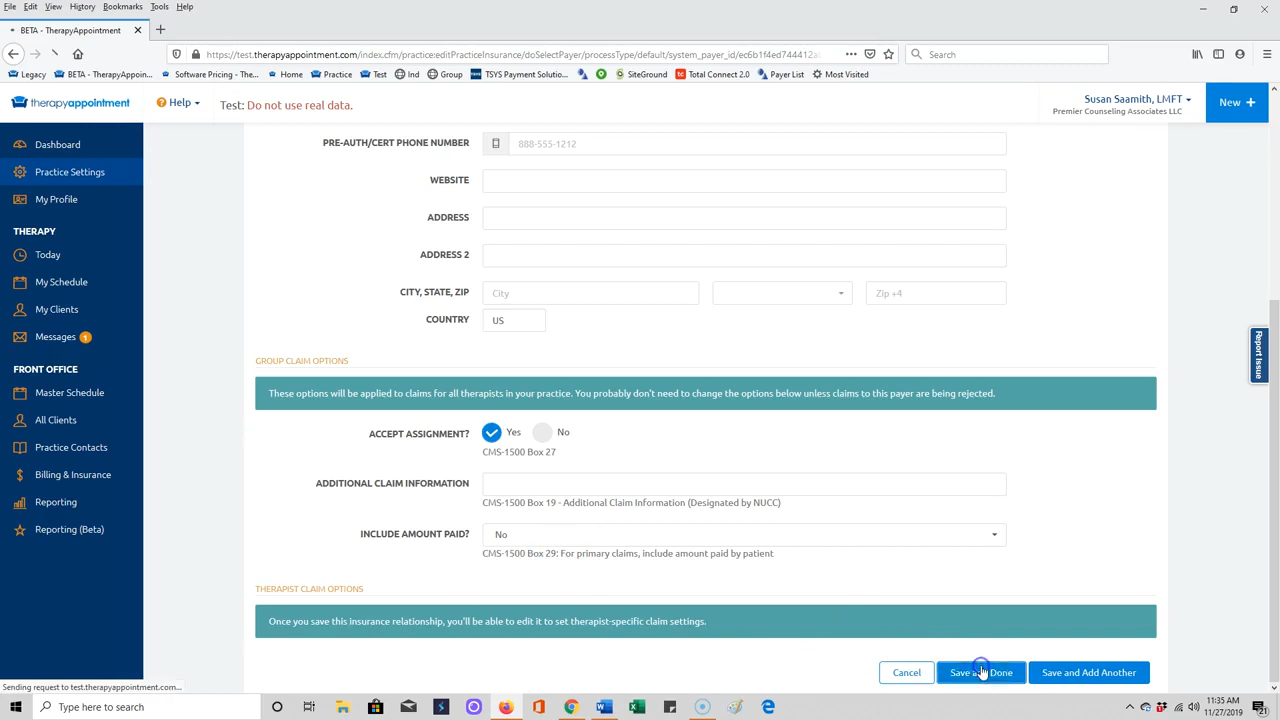 File Edit View History Bookmarks Tools Help
BETA - TherapyAppointment
https://test.therapyappointment.com/index.cfm/practice:editPracticeInsurance/doSelectPayer/processType/default/system_payer_id/ec6b1f4ed744412a
Search
Legacy BETA - TherapyAppoin... Software Pricing - The... Home Practice Test Ind Group TSYS Payment Solutio... SiteGround Total Connect 2.0 Payer List Most Visited
therapyappointment
Help
Test: Do not use real data.
Susan Saamith, LMFT
Premier Counseling Associates LLC
New +
Dashboard
Practice Settings
My Profile
THERAPY
Today
My Schedule
My Clients
Messages 1
FRONT OFFICE
Master Schedule
All Clients
Practice Contacts
Billing & Insurance
Reporting
Reporting (Beta)
PRE-AUTH/CERT PHONE NUMBER 888-555-1212
WEBSITE
ADDRESS
ADDRESS 2
CITY, STATE, ZIP City Zip +4
COUNTRY US
GROUP CLAIM OPTIONS
These options will be applied to claims for all therapists in your practice. You probably don't need to change the options below unless claims to this payer are being rejected.
ACCEPT ASSIGNMENT? Yes No
CMS-1500 Box 27
ADDITIONAL CLAIM INFORMATION
CMS-1500 Box 19 - Additional Claim Information (Designated by NUCC)
INCLUDE AMOUNT PAID? No
CMS-1500 Box 29: For primary claims, include amount paid by patient
THERAPIST CLAIM OPTIONS
Once you save this insurance relationship, you'll be able to edit it to set therapist-specific claim settings.
Cancel Save and Done Save and Add Another
Report Issue
Sending request to test.therapyappointment.com...
Type here to search
11:35 AM
11/27/2019